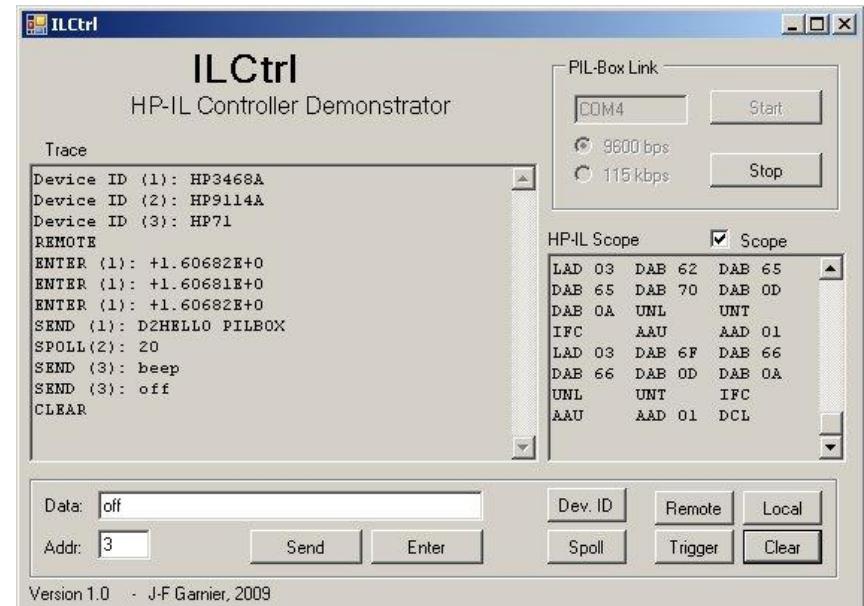 ILCtrl
ILCtrl
HP-IL Controller Demonstrator
Trace
Device ID (1): HP3468A
Device ID (2): HP9114A
Device ID (3): HP71
REMOTE
ENTER (1): +1.60682E+0
ENTER (1): +1.60681E+0
ENTER (1): +1.60682E+0
SEND (1): D2HELLO PILBOX
SPOLL(2): 20
SEND (3): beep
SEND (3): off
CLEAR
PIL-Box Link
COM4
Start
9600 bps
115 kbps
Stop
HP-IL Scope
Scope
LAD 03 DAB 62 DAB 65
DAB 65 DAB 70 DAB 0D
DAB 0A UNL UNT
IFC AAU AAD 01
LAD 03 DAB 6F DAB 66
DAB 66 DAB 0D DAB 0A
UNL UNT IFC
AAU AAD 01 DCL
Data: off
Addr: 3
Send
Enter
Dev. ID
Remote
Local
Spoll
Trigger
Clear
Version 1.0 - J-F Garnier, 2009